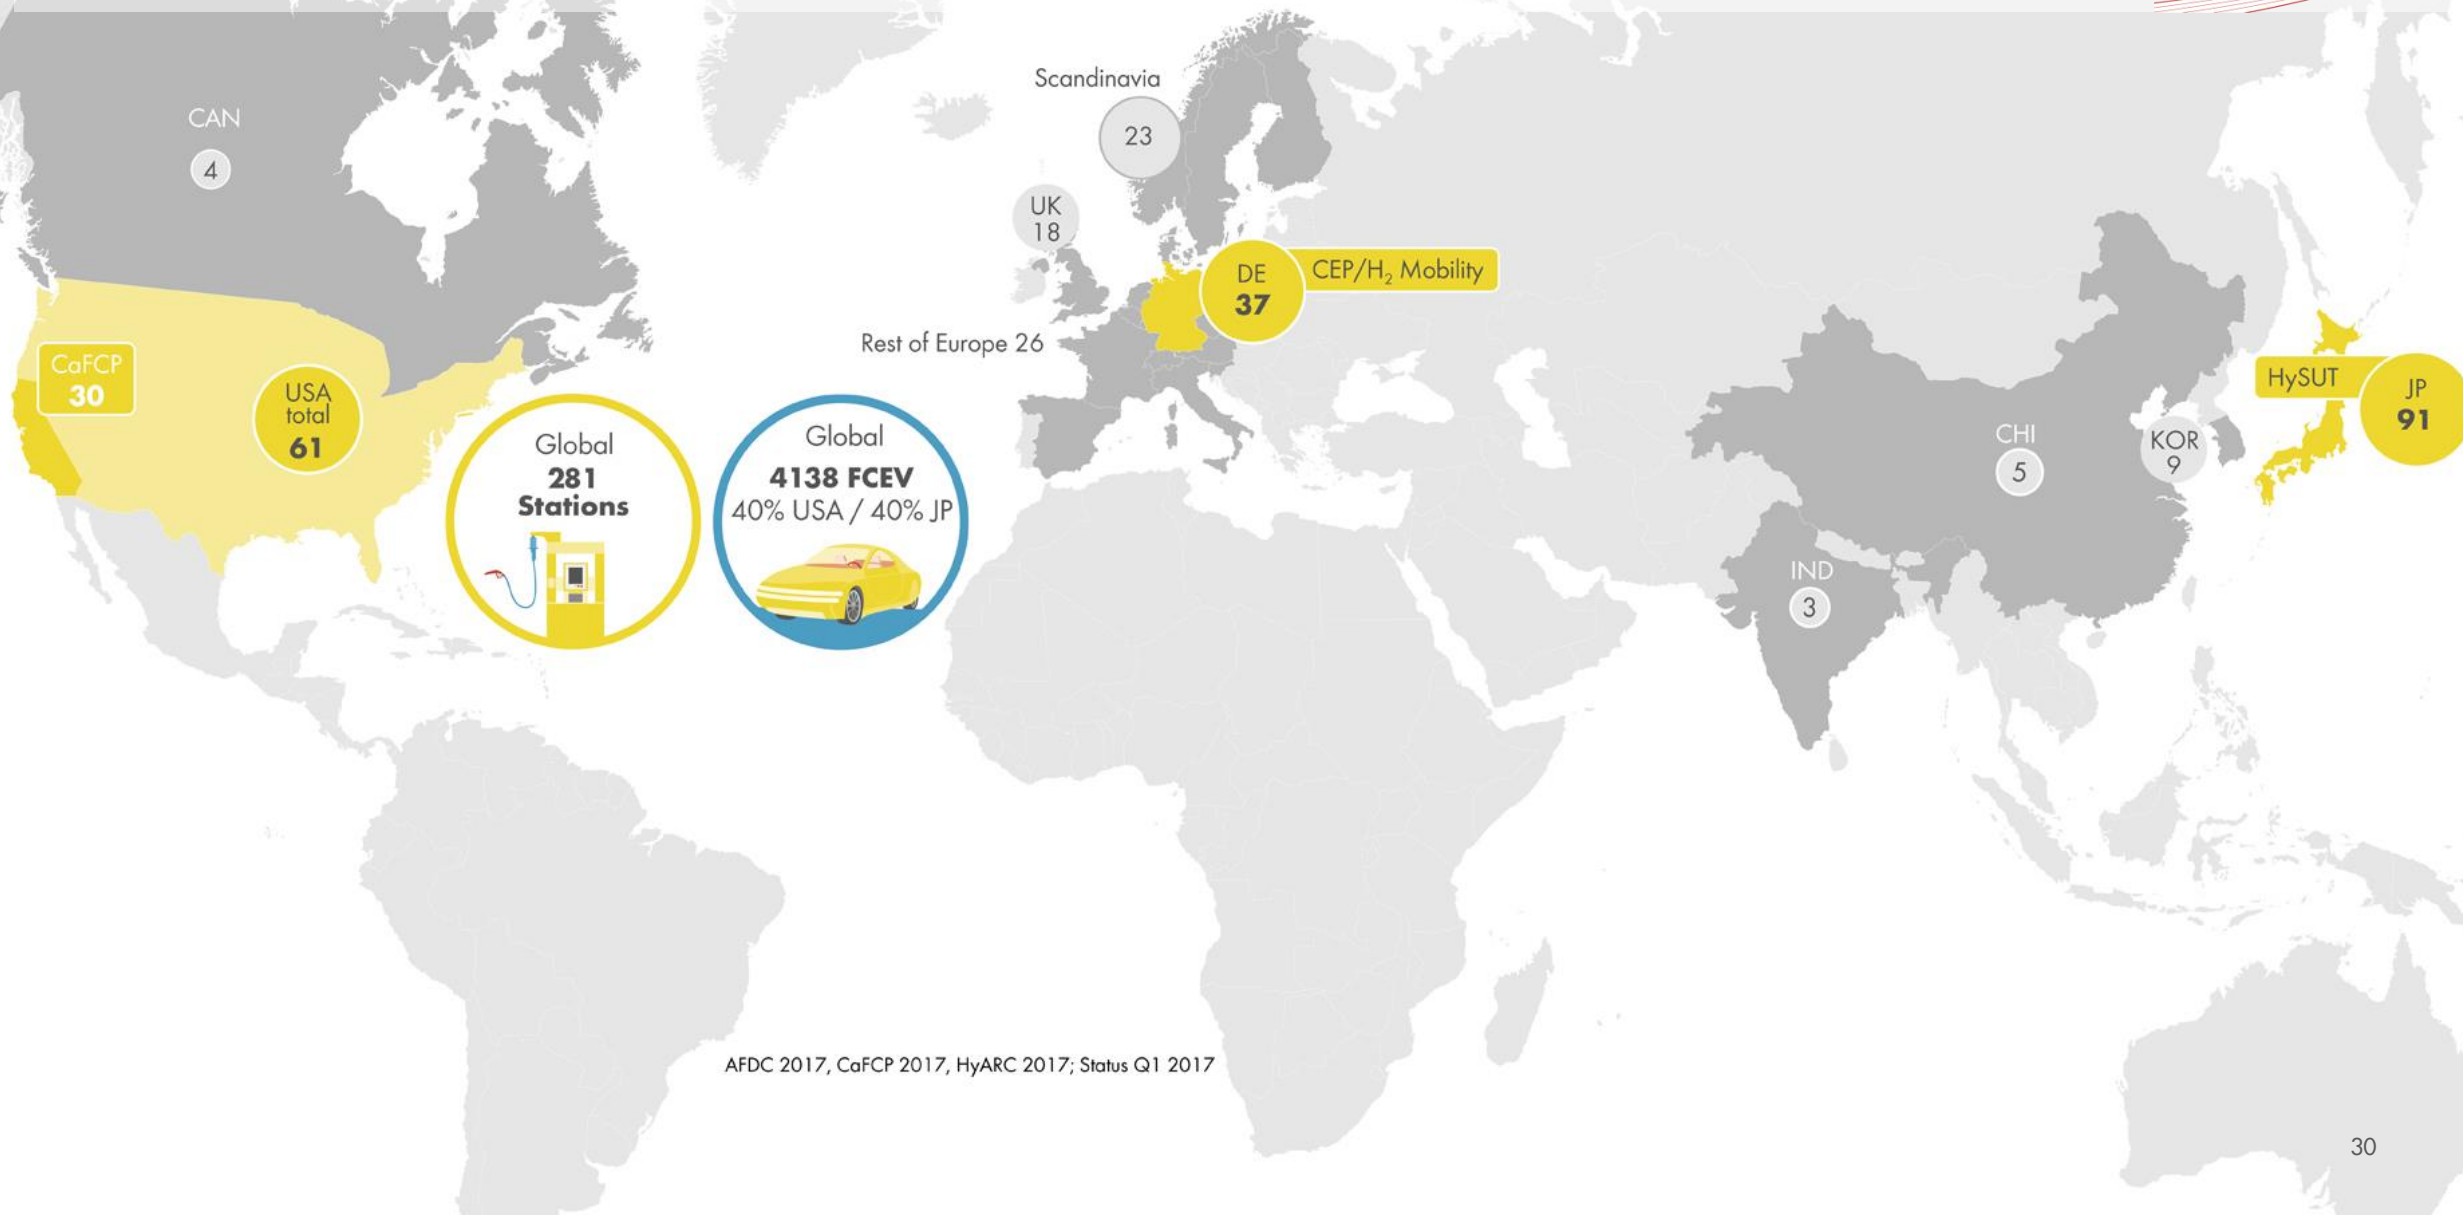 Scandinavia
23
CAN
4
UK
18
DE
37
CEP/H₂ Mobility
Rest of Europe 26
CaFCP
30
USA
total
61
Global
281
Stations
Global
4138 FCEV
40% USA / 40% JP
HySUT
JP
91
CHI
5
KOR
9
IND
3
AFDC 2017, CaFCP 2017, HyARC 2017; Status Q1 2017
30